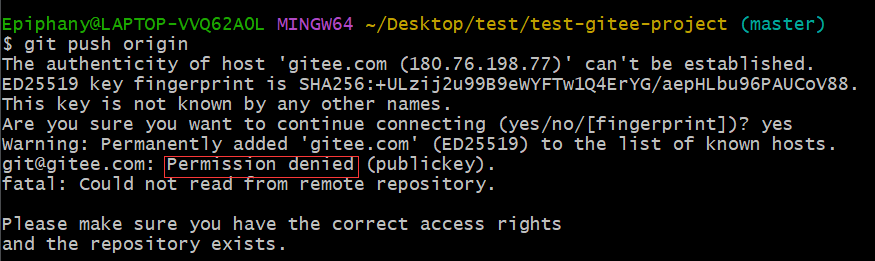 Epiphany@LAPTOP-VVQ62A0L MINGW64 ~/Desktop/test/test-gitee-project (master)
$ git push origin
The authenticity of host 'gitee.com (180.76.198.77)' can't be established.
ED25519 key fingerprint is SHA256:+ULzij2u99B9eWYFTw1Q4ErYG/aepHLbu96PAUCoV88.
This key is not known by any other names.
Are you sure you want to continue connecting (yes/no/[fingerprint])? yes
Warning: Permanently added 'gitee.com' (ED25519) to the list of known hosts.
git@gitee.com: Permission denied (publickey).
fatal: Could not read from remote repository.
Please make sure you have the correct access rights
and the repository exists.